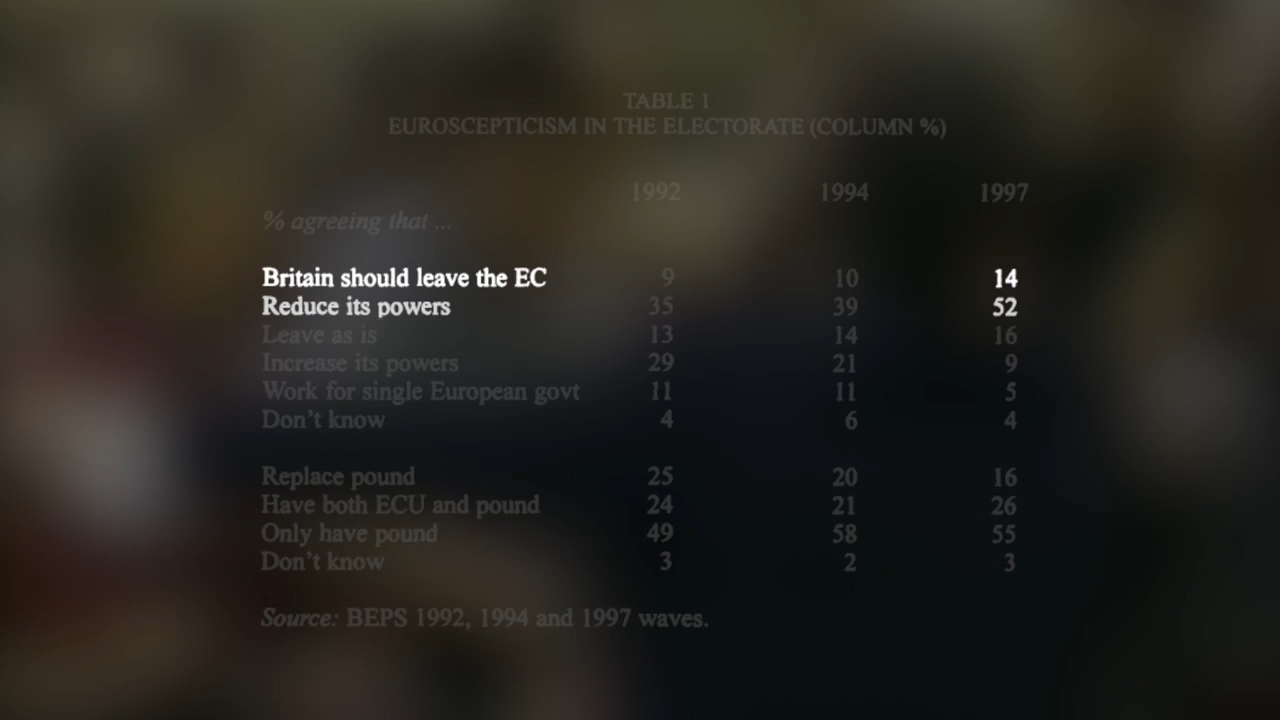 TABLE 1
EUROSCEPTICISM IN THE ELECTORATE (COLUMN %)
1992 1994 1997
% agreeing that ...
Britain should leave the EC 9 10 14
Reduce its powers 35 39 52
Leave as is 13 14 16
Increase its powers 29 21 9
Work for single European govt 11 11 5
Don't know 4 6 4
Replace pound 25 20 16
Have both ECU and pound 24 21 26
Only have pound 49 58 55
Don't know 3 2 3
Source: BEPS 1992, 1994 and 1997 waves.